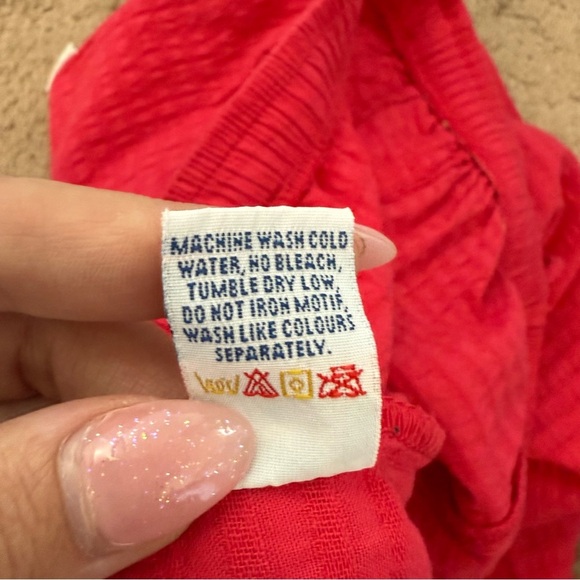 MACHINE WASH COLD
WATER, NO BLEACH,
TUMBLE DRY LOW,
DO NOT IRON MOTIF,
WASH LIKE COLOURS
SEPARATELY.